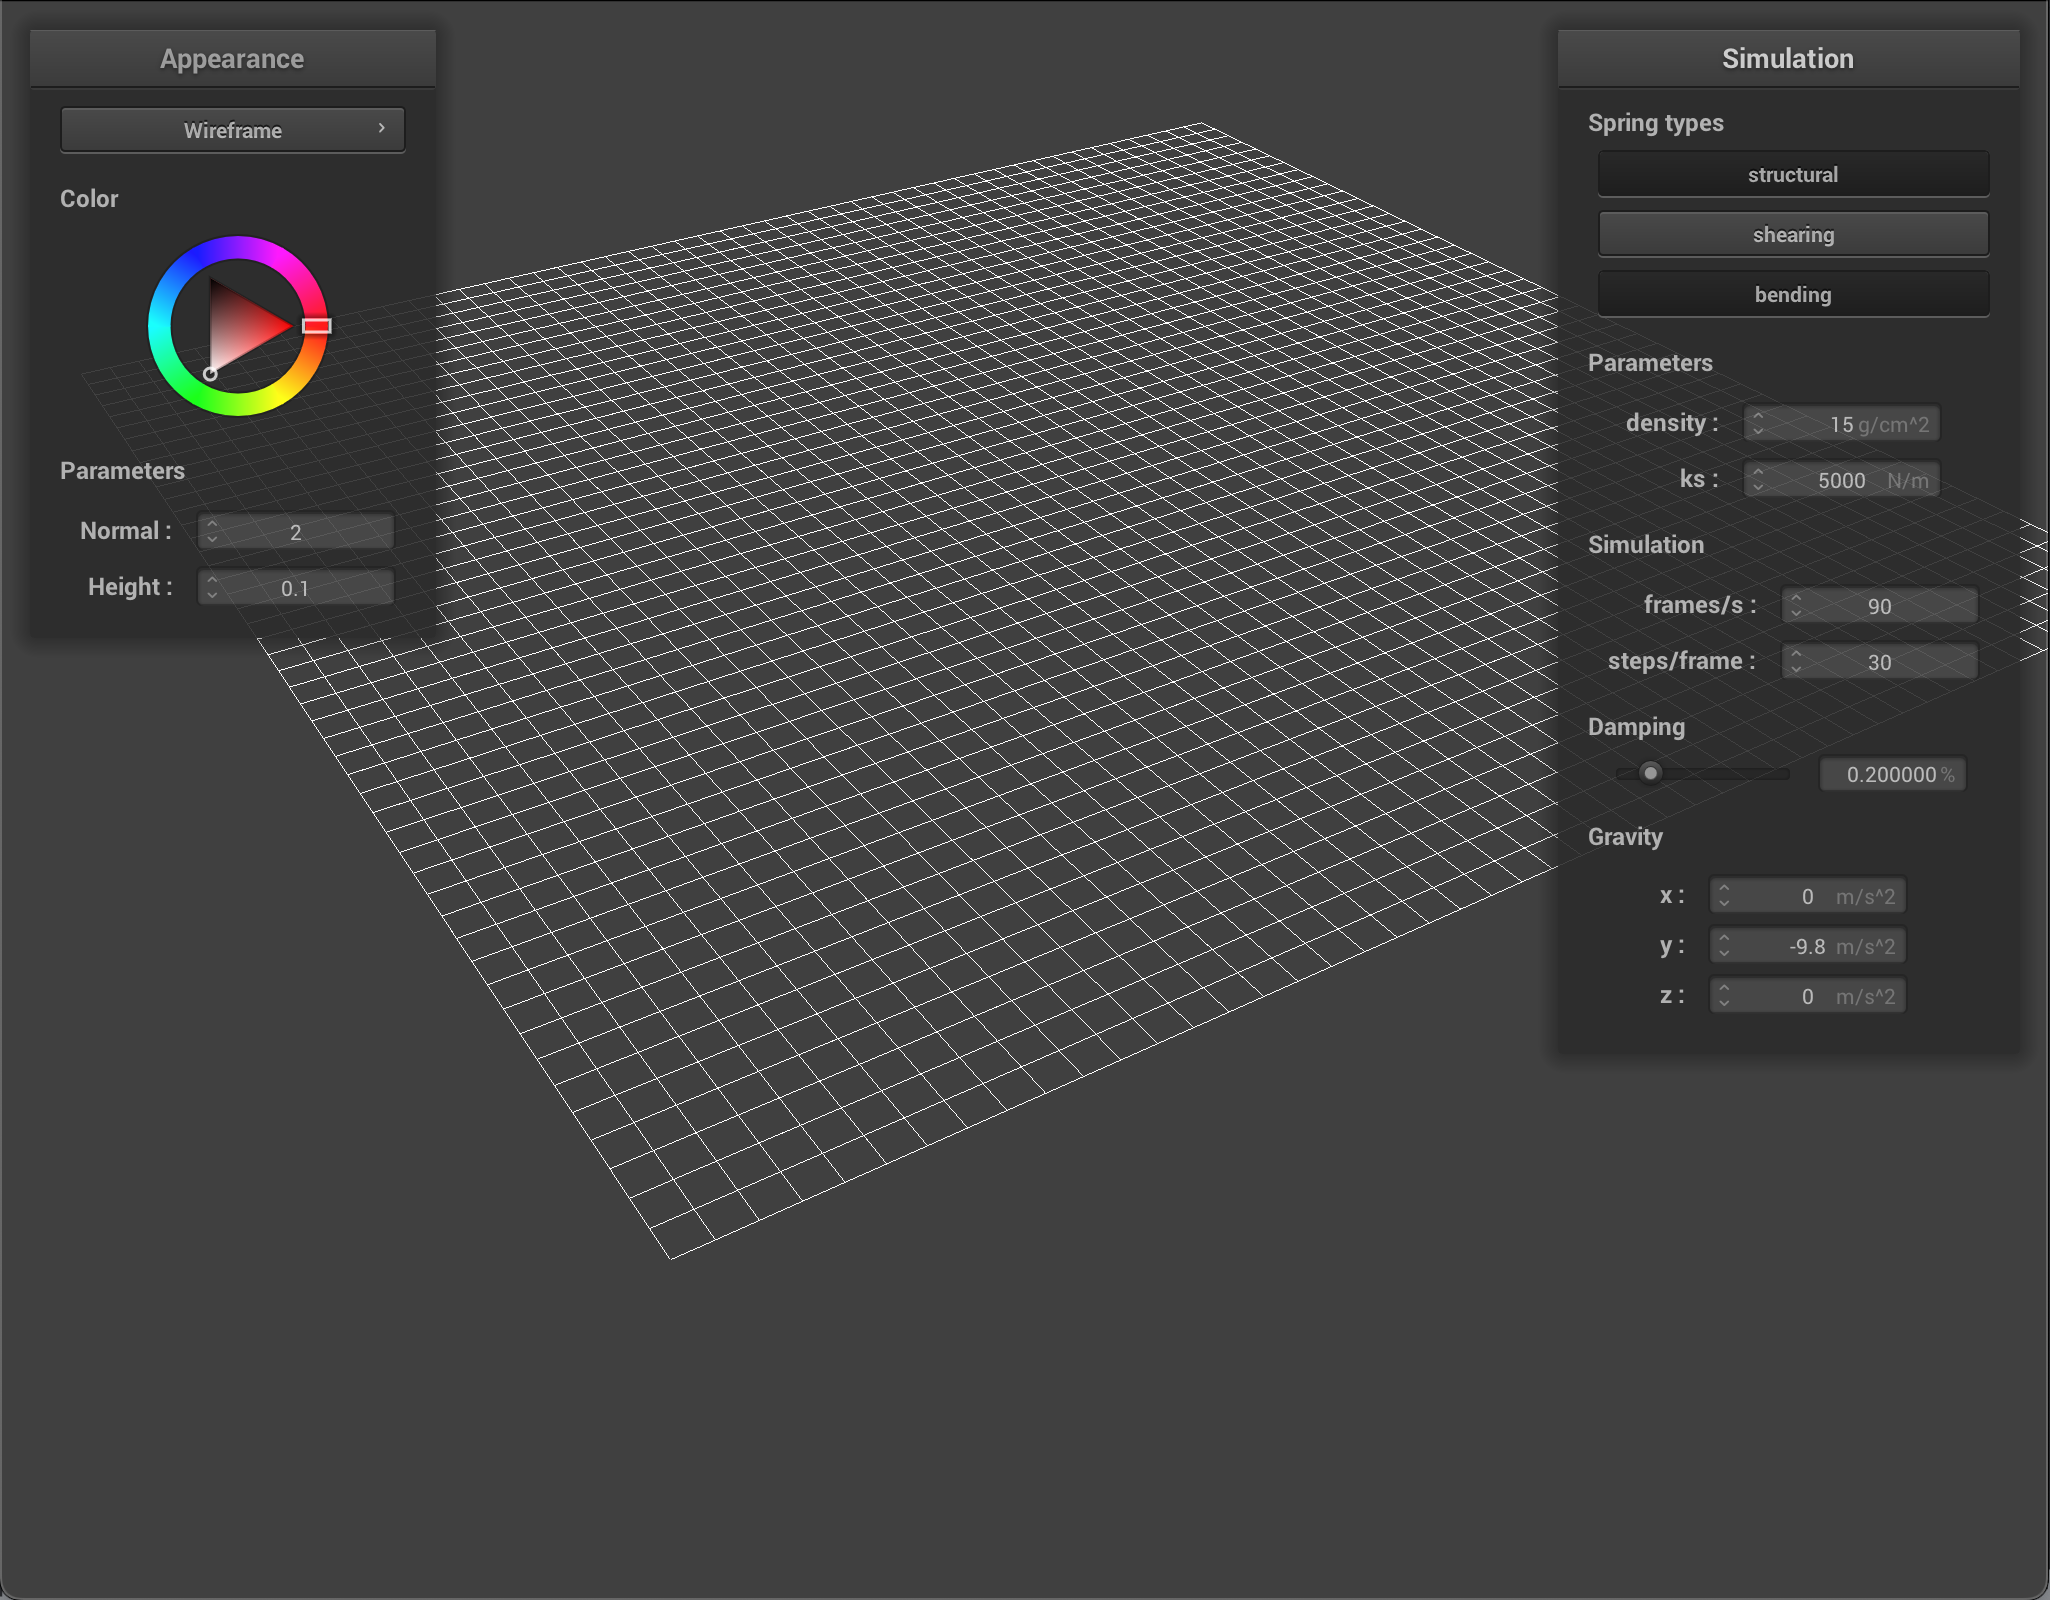 Appearance
Wireframe
Color
Parameters
Normal : 2
Height : 0.1
Simulation
Spring types
structural
shearing
bending
Parameters
density : 15 g/cm^2
ks : 5000 N/m
Simulation
frames/s : 90
steps/frame : 30
Damping
0.200000 %
Gravity
x : 0 m/s^2
y : -9.8 m/s^2
z : 0 m/s^2